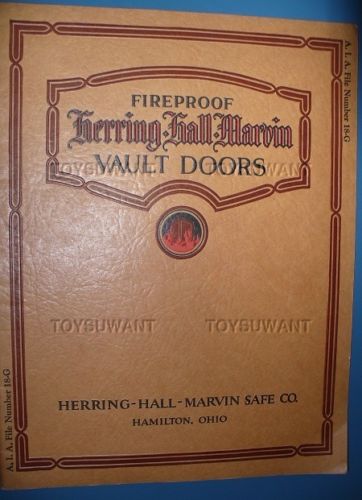 A. I. A. File Number 18-G
FIREPROOF
Herring·Hall·Marvin
VAULT DOORS
TOYSUWANT TOYSUWANT
TOYSUWANT TOYSUWANT
HERRING-HALL-MARVIN SAFE CO.
HAMILTON, OHIO
A. I. A. File Number 18-G